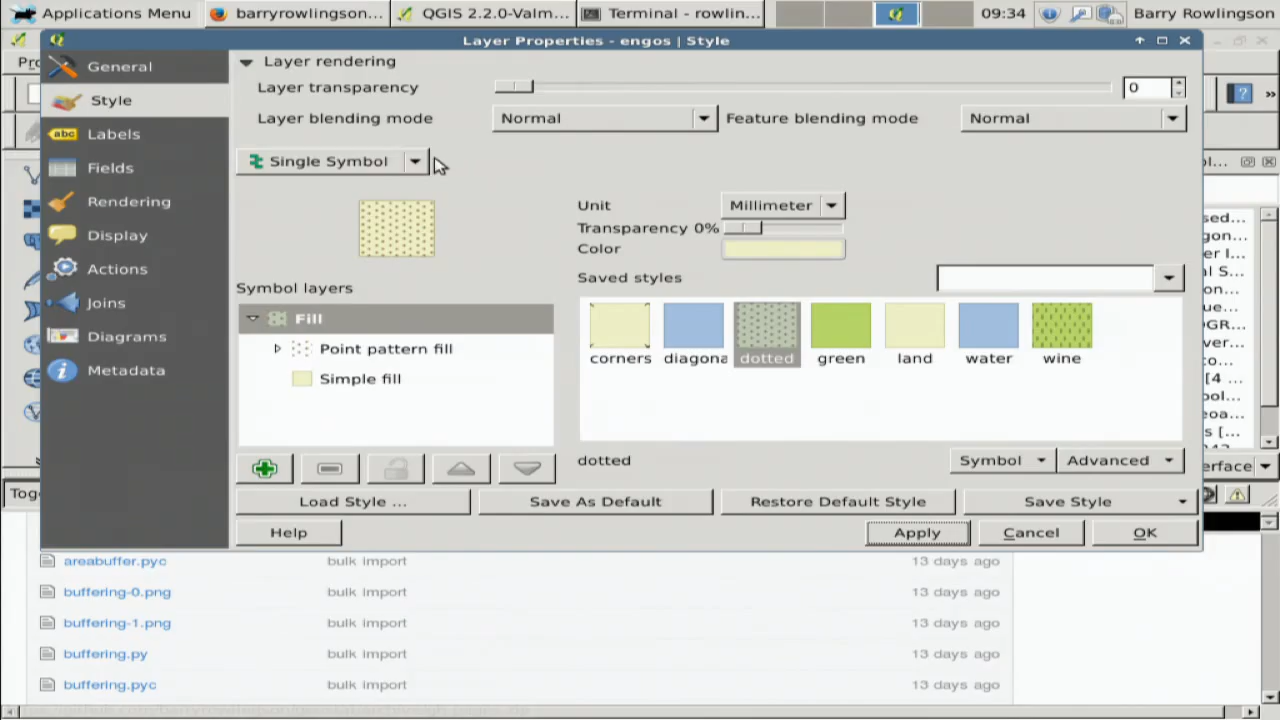 Applications Menu
barryrowlingson...
QGIS 2.2.0-Valm...
Terminal - rowlin...
09:34
Barry Rowlingson
Layer Properties - engos | Style
General
Style
abc Labels
Fields
Rendering
Display
Actions
Joins
Diagrams
Metadata
Layer rendering
Layer transparency
0
Layer blending mode
Normal
Feature blending mode
Normal
Single Symbol
Unit
Millimeter
Transparency 0%
Color
Symbol layers
Saved styles
Fill
Point pattern fill
Simple fill
corners
diagona
dotted
green
land
water
wine
dotted
Symbol
Advanced
Load Style ...
Save As Default
Restore Default Style
Save Style
Help
Apply
Cancel
OK
Togg
erface
areabuffer.pyc bulk import 13 days ago
buffering-0.png bulk import 13 days ago
buffering-1.png bulk import 13 days ago
buffering.py bulk import 13 days ago
buffering.pyc bulk import 13 days ago